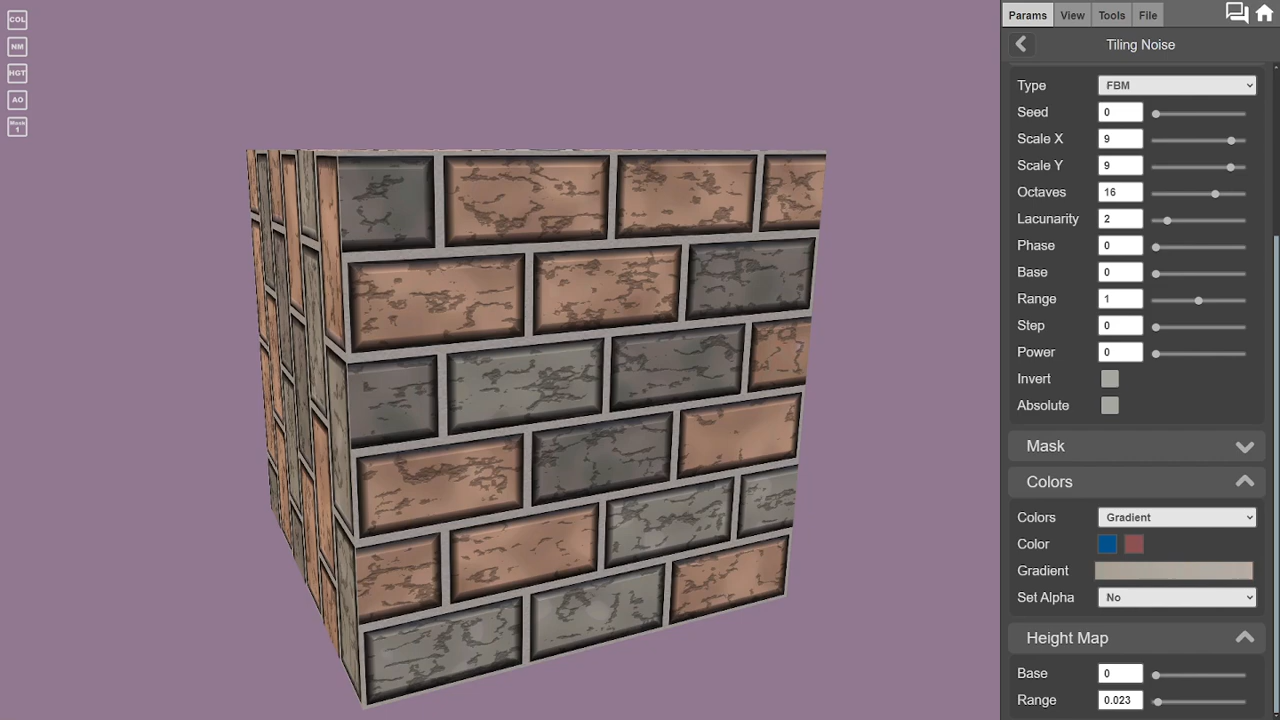 COL
NM
HGT
AO
Mask
1
Params View Tools File
Tiling Noise
Type FBM
Seed 0
Scale X 9
Scale Y 9
Octaves 16
Lacunarity 2
Phase 0
Base 0
Range 1
Step 0
Power 0
Invert
Absolute
Mask
Colors
Colors Gradient
Color
Gradient
Set Alpha No
Height Map
Base 0
Range 0.023